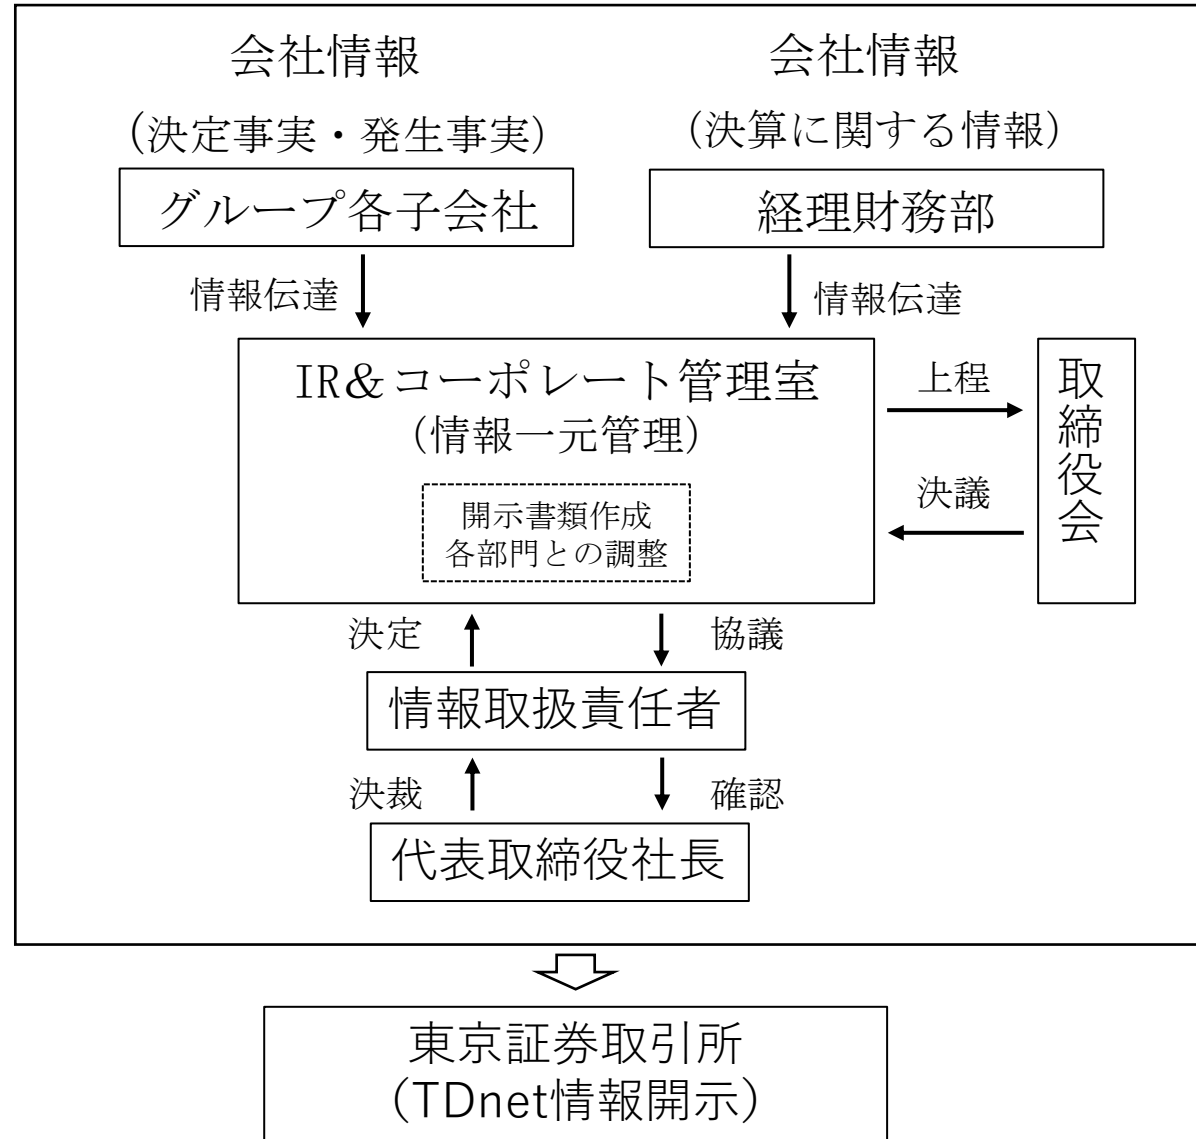 会社情報
(決定事実・発生事実)
グループ各子会社
情報伝達
会社情報
(決算に関する情報)
経理財務部
情報伝達
IR&コーポレート管理室
(情報一元管理)
開示書類作成
各部門との調整
上程
決議
取締役会
決定
協議
情報取扱責任者
決裁
確認
代表取締役社長
東京証券取引所
(TDnet情報開示)